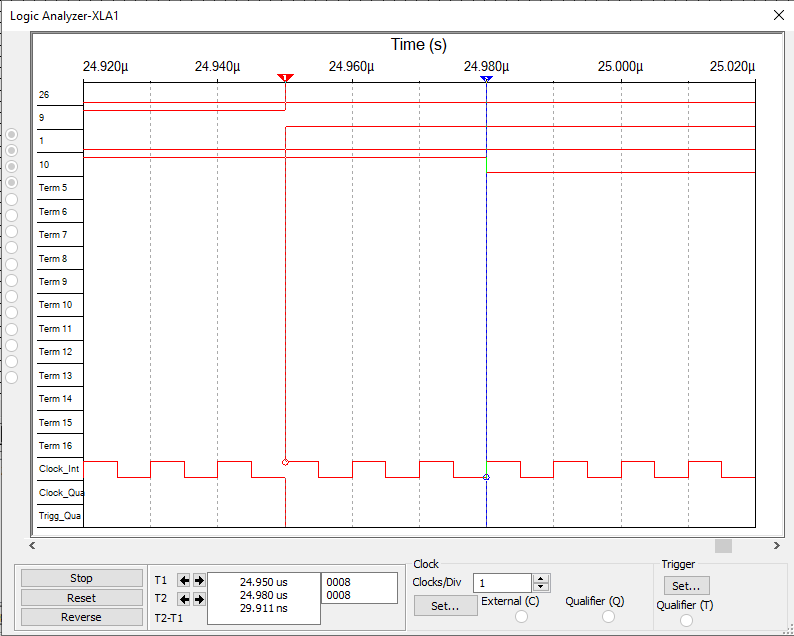 Logic Analyzer-XLA1
Time (s)
24.920µ 24.940µ 24.960µ 24.980µ 25.000µ 25.020µ
1 2
26
9
1
10
Term 5
Term 6
Term 7
Term 8
Term 9
Term 10
Term 11
Term 12
Term 13
Term 14
Term 15
Term 16
Clock_Int
Clock_Qua
Trigg_Qua
Stop
Reset
Reverse
T1
T2
T2-T1
24.950 us
24.980 us
29.911 ns
0008
0008
Clock
Clocks/Div 1
Set...
External (C)
Qualifier (Q)
Trigger
Set...
Qualifier (T)